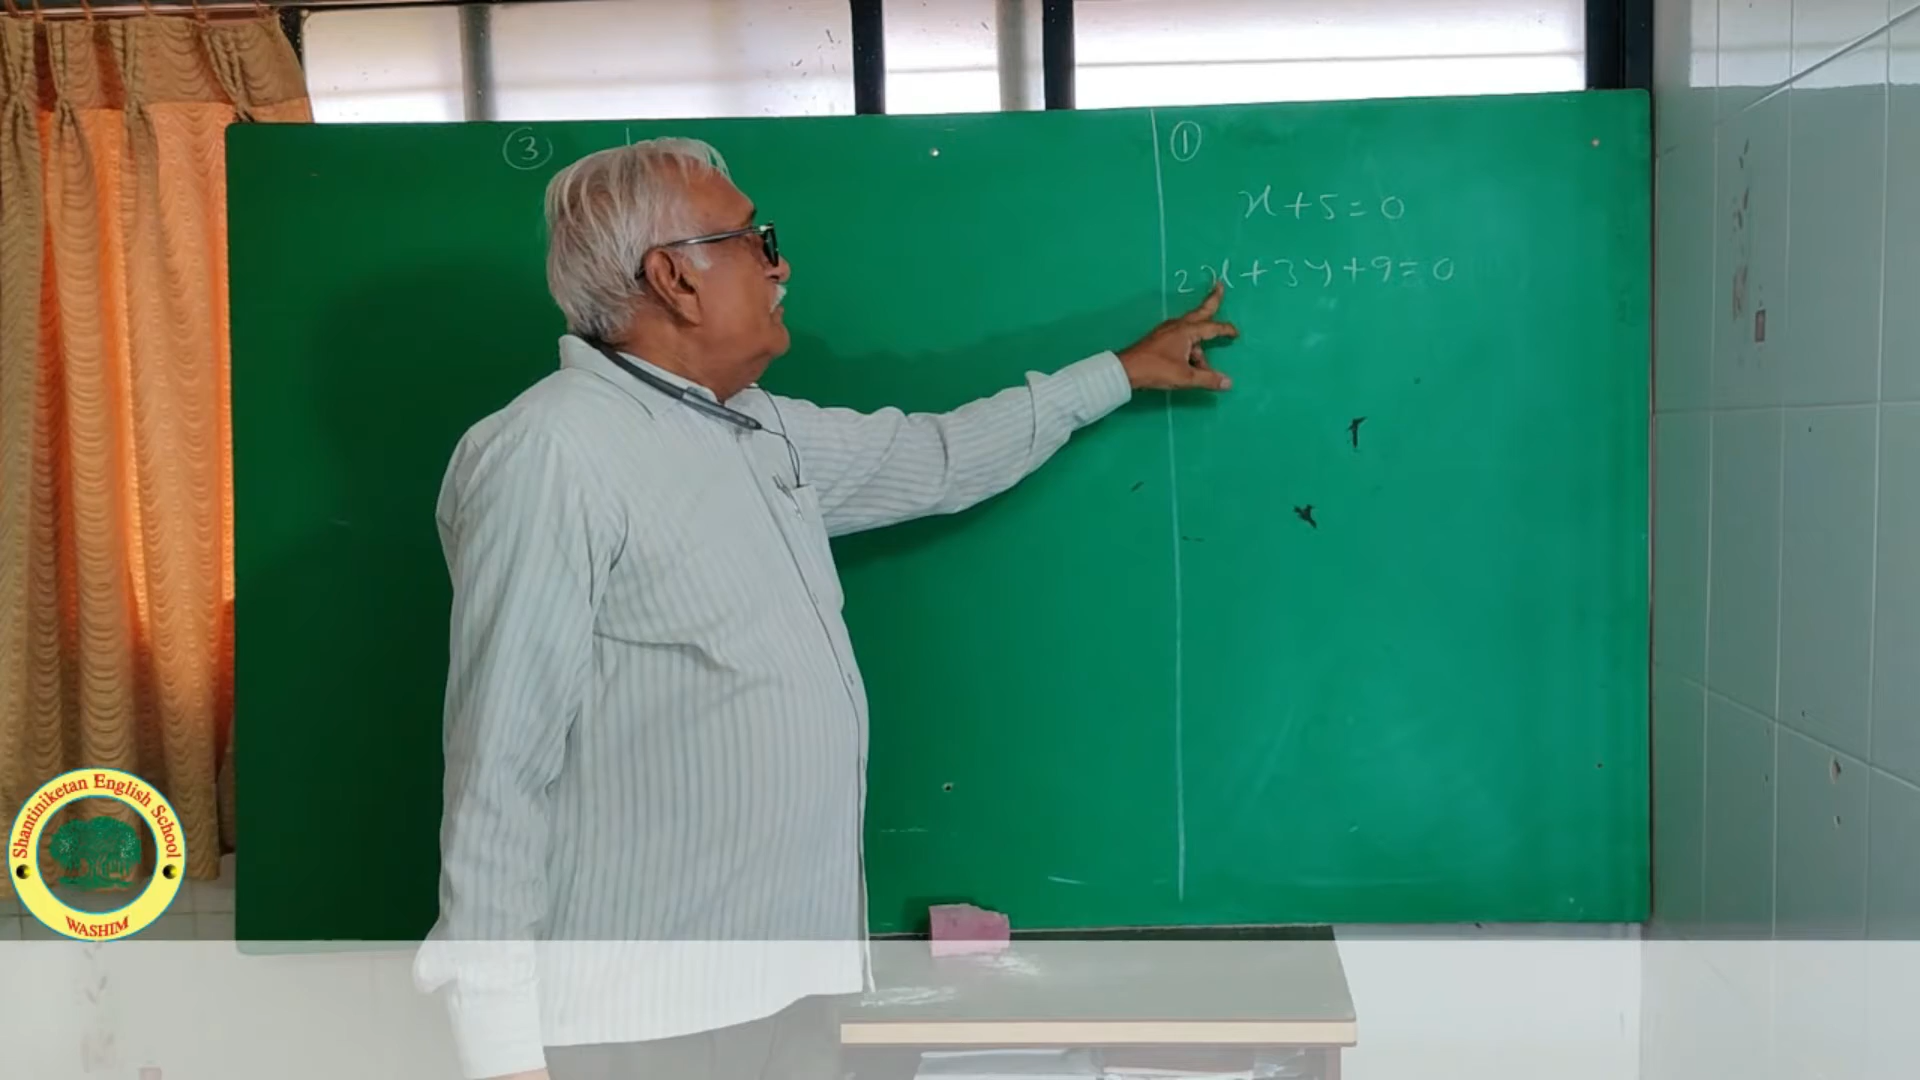 ③
①
x+5=0
2x+3y+9=0
Shantiniketan English School
WASHIM